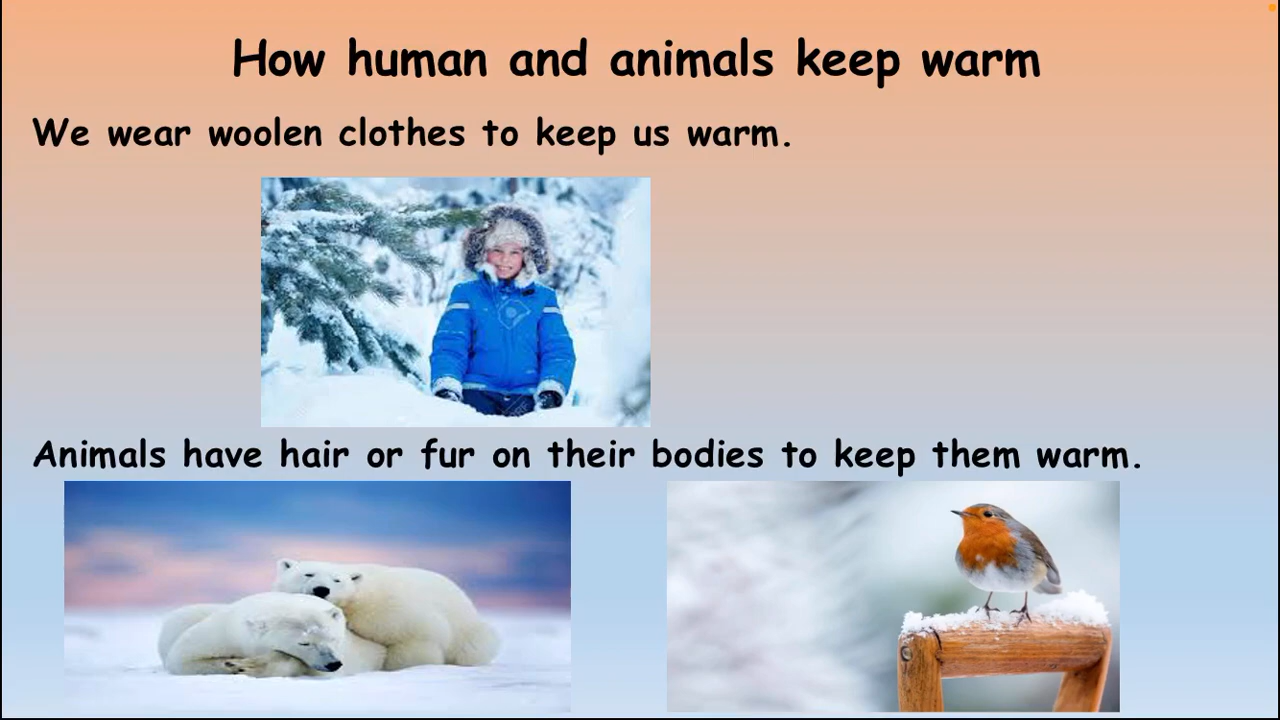 How human and animals keep warm
We wear woolen clothes to keep us warm.
Animals have hair or fur on their bodies to keep them warm.